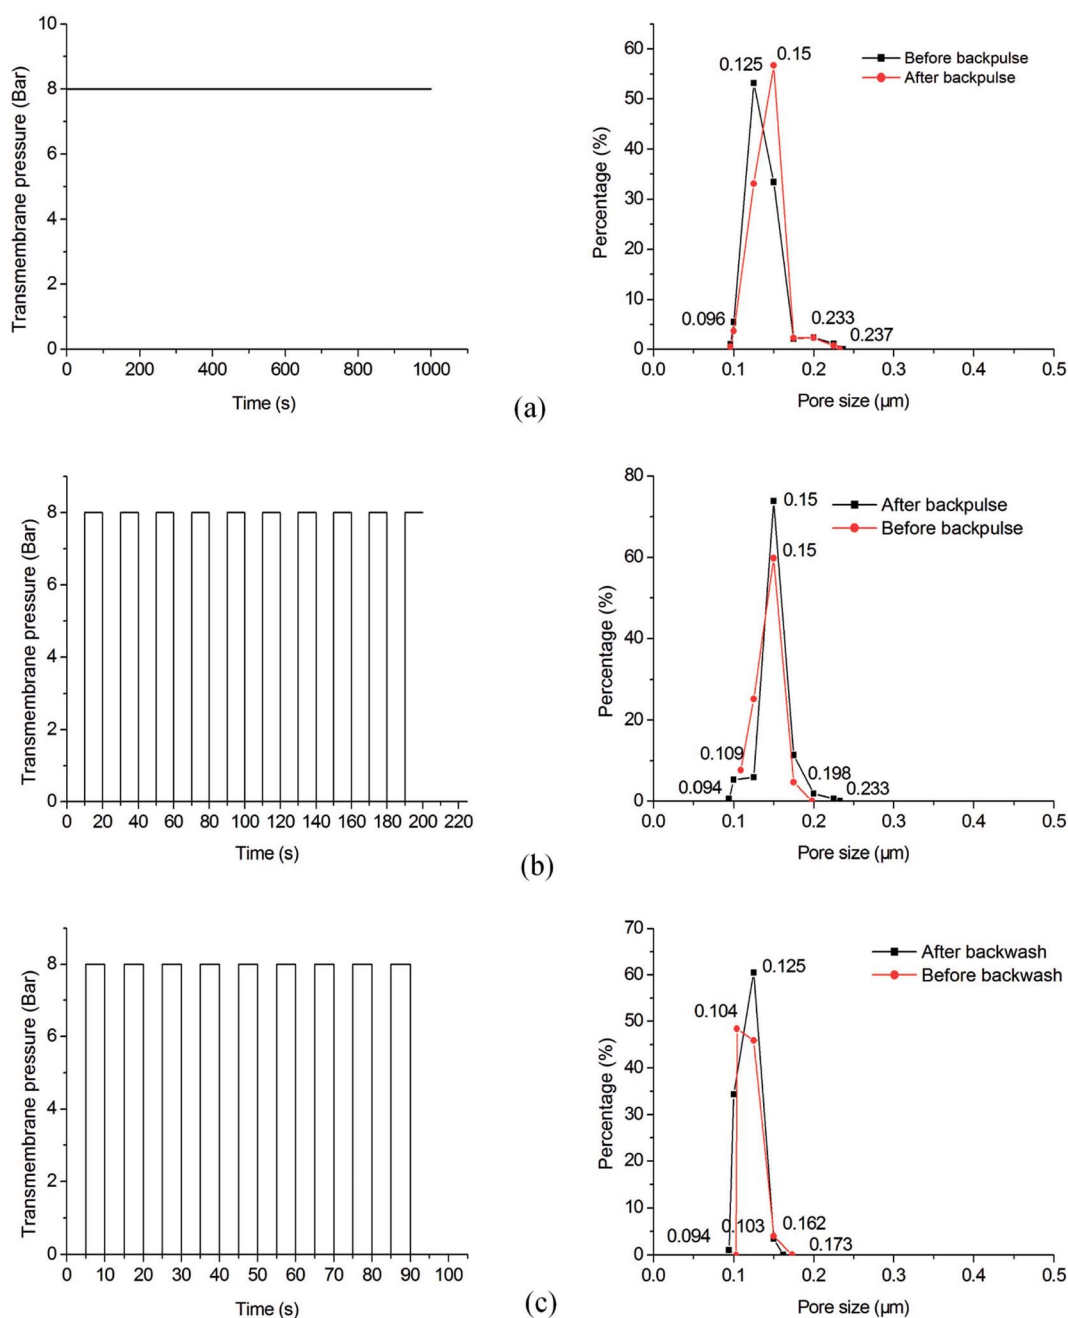 10
8
6
4
2
0
Transmembrane pressure (Bar)
0 200 400 600 800 1000
Time (s)
60
50
40
30
20
10
0
Percentage (%)
0.125
0.15
0.096
0.233
0.237
Before backpulse
After backpulse
0.0 0.1 0.2 0.3 0.4 0.5
Pore size (μm)
(a)
8
6
4
2
0
Transmembrane pressure (Bar)
0 20 40 60 80 100 120 140 160 180 200 220
Time (s)
80
60
40
20
0
Percentage (%)
0.15
0.15
0.109
0.094
0.198
0.233
After backpulse
Before backpulse
0.0 0.1 0.2 0.3 0.4 0.5
Pore size (μm)
(b)
8
6
4
2
0
Transmembrane pressure (Bar)
0 10 20 30 40 50 60 70 80 90 100
Time (s)
70
60
50
40
30
20
10
0
Percentage (%)
0.125
0.104
0.094
0.103
0.162
0.173
After backwash
Before backwash
0.0 0.1 0.2 0.3 0.4 0.5
Pore size (μm)
(c)